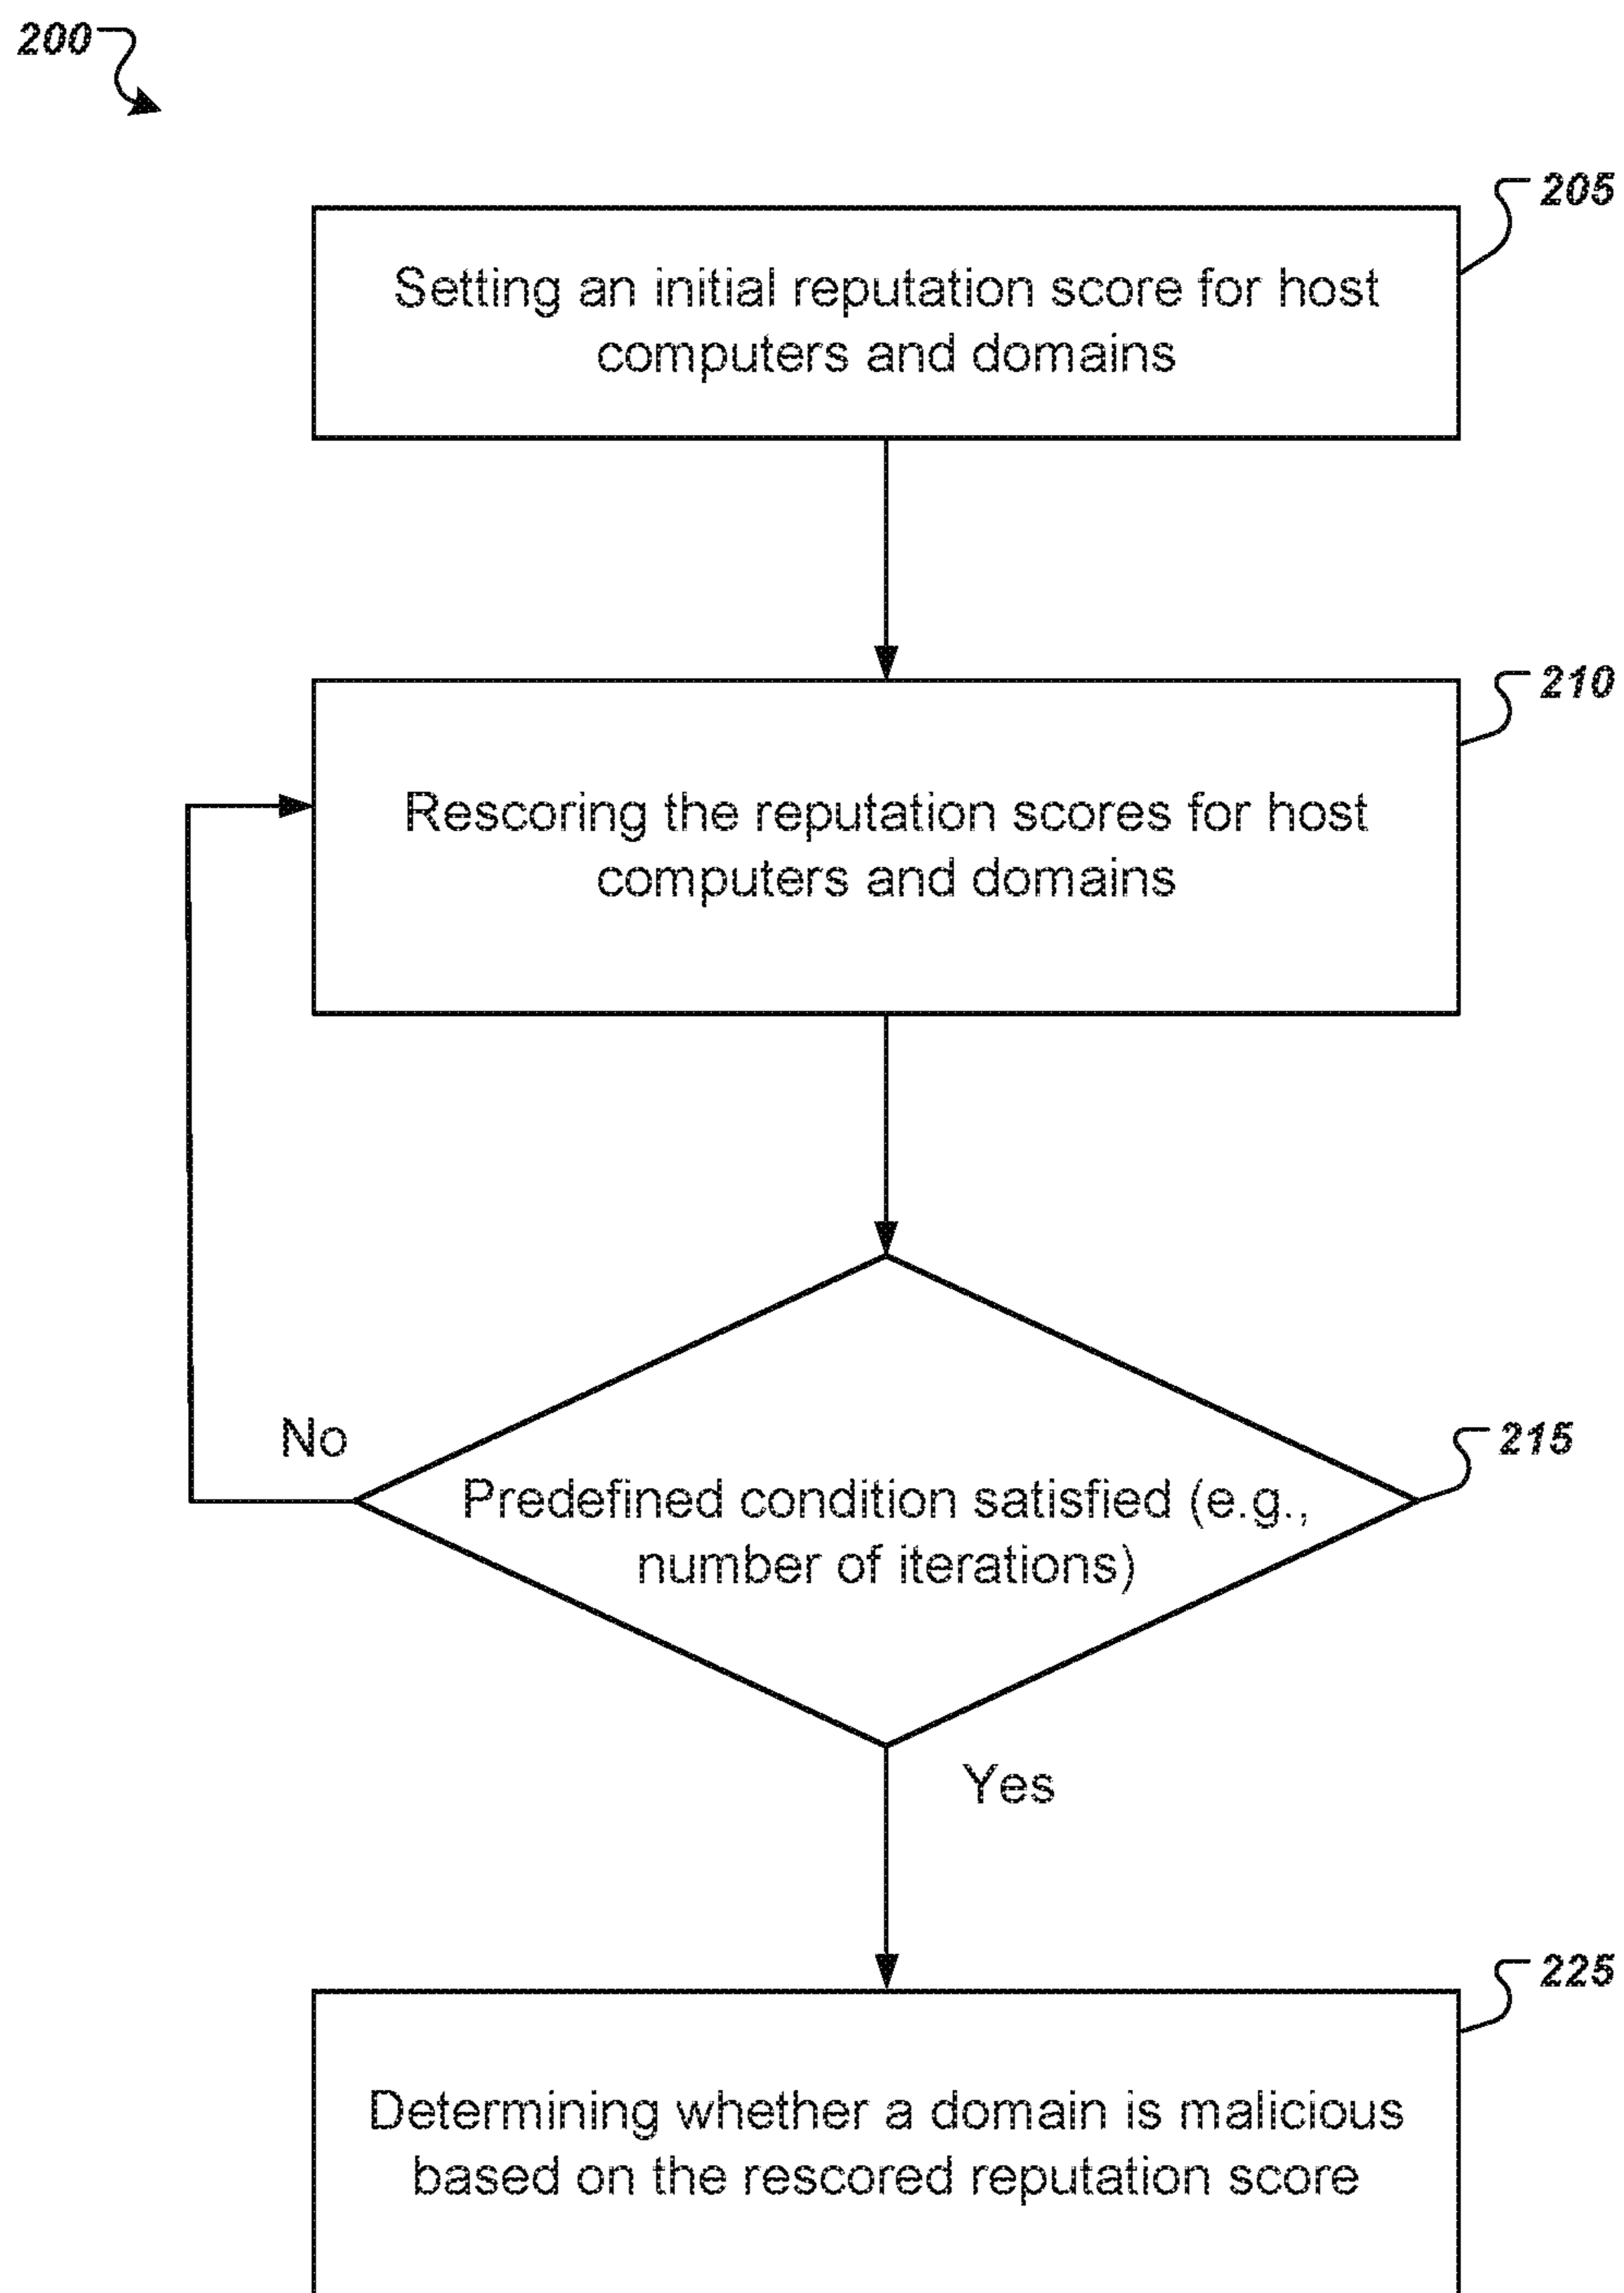 200
205
Setting an initial reputation score for host
computers and domains
210
Rescoring the reputation scores for host
computers and domains
No
215
Predefined condition satisfied (e.g.,
number of iterations)
Yes
225
Determining whether a domain is malicious
based on the rescored reputation score